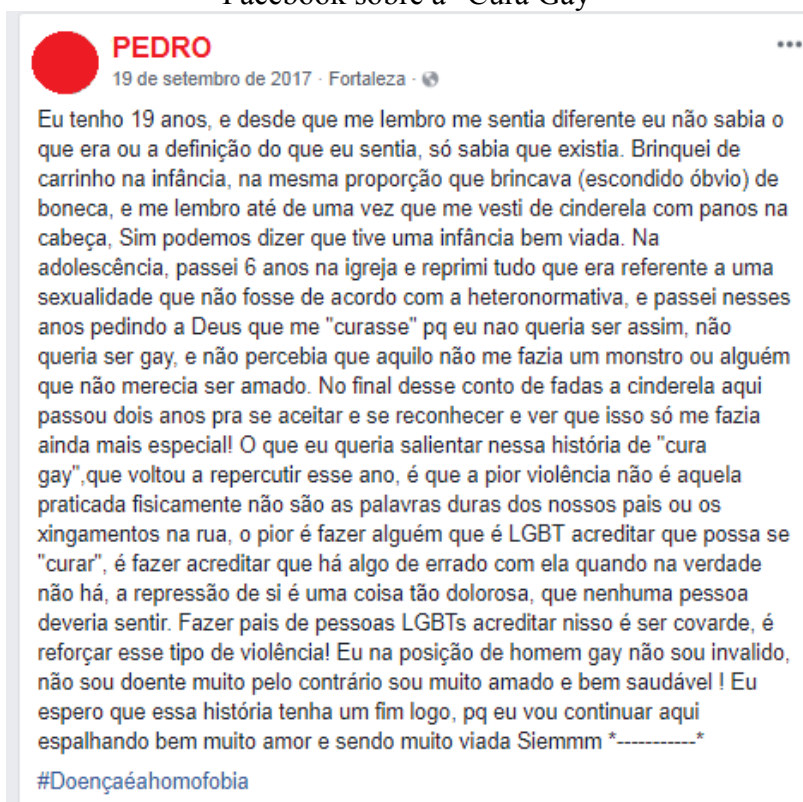 Facebook sobre a "Cura Gay"
PEDRO
19 de setembro de 2017 · Fortaleza ·
Eu tenho 19 anos, e desde que me lembro me sentia diferente eu não sabia o
que era ou a definição do que eu sentia, só sabia que existia. Brinquei de
carrinho na infância, na mesma proporção que brincava (escondido óbvio) de
boneca, e me lembro até de uma vez que me vesti de cinderela com panos na
cabeça, Sim podemos dizer que tive uma infância bem viada. Na
adolescência, passei 6 anos na igreja e reprimi tudo que era referente a uma
sexualidade que não fosse de acordo com a heteronormativa, e passei nesses
anos pedindo a Deus que me "curasse" pq eu nao queria ser assim, não
queria ser gay, e não percebia que aquilo não me fazia um monstro ou alguém
que não merecia ser amado. No final desse conto de fadas a cinderela aqui
passou dois anos pra se aceitar e se reconhecer e ver que isso só me fazia
ainda mais especial! O que eu queria salientar nessa história de "cura
gay",que voltou a repercutir esse ano, é que a pior violência não é aquela
praticada fisicamente não são as palavras duras dos nossos pais ou os
xingamentos na rua, o pior é fazer alguém que é LGBT acreditar que possa se
"curar", é fazer acreditar que há algo de errado com ela quando na verdade
não há, a repressão de si é uma coisa tão dolorosa, que nenhuma pessoa
deveria sentir. Fazer pais de pessoas LGBTs acreditar nisso é ser covarde, é
reforçar esse tipo de violência! Eu na posição de homem gay não sou invalido,
não sou doente muito pelo contrário sou muito amado e bem saudável ! Eu
espero que essa história tenha um fim logo, pq eu vou continuar aqui
espalhando bem muito amor e sendo muito viada Siemmm *-----------*
#Doençaéahomofobia